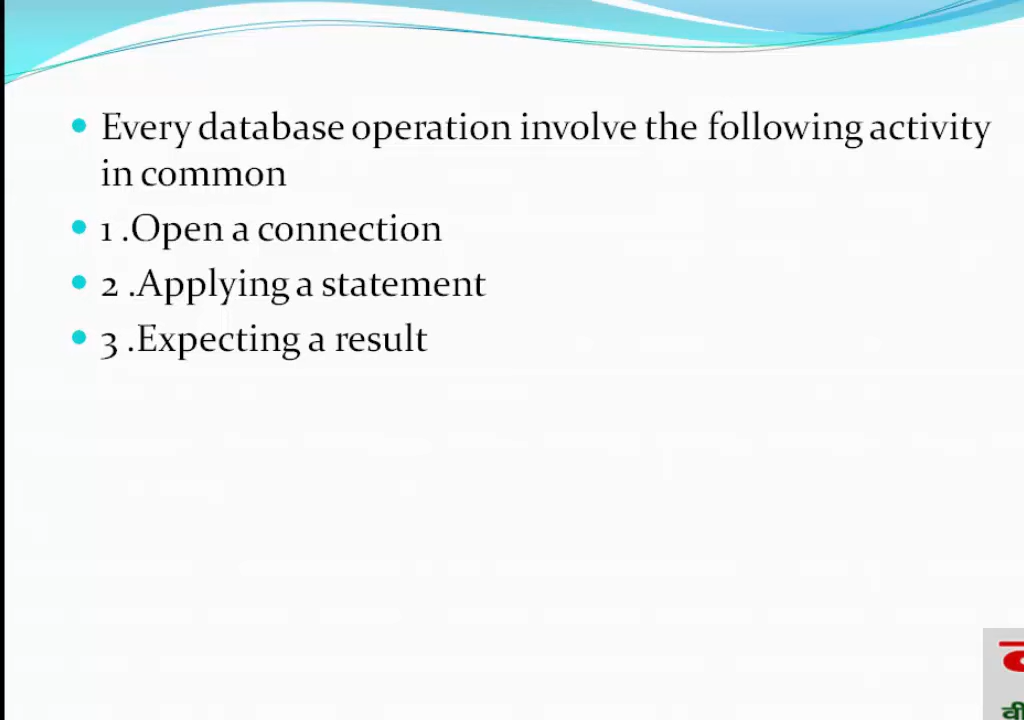 Every database operation involve the following activity
in common
1 .Open a connection
2 .Applying a statement
3 .Expecting a result
वी